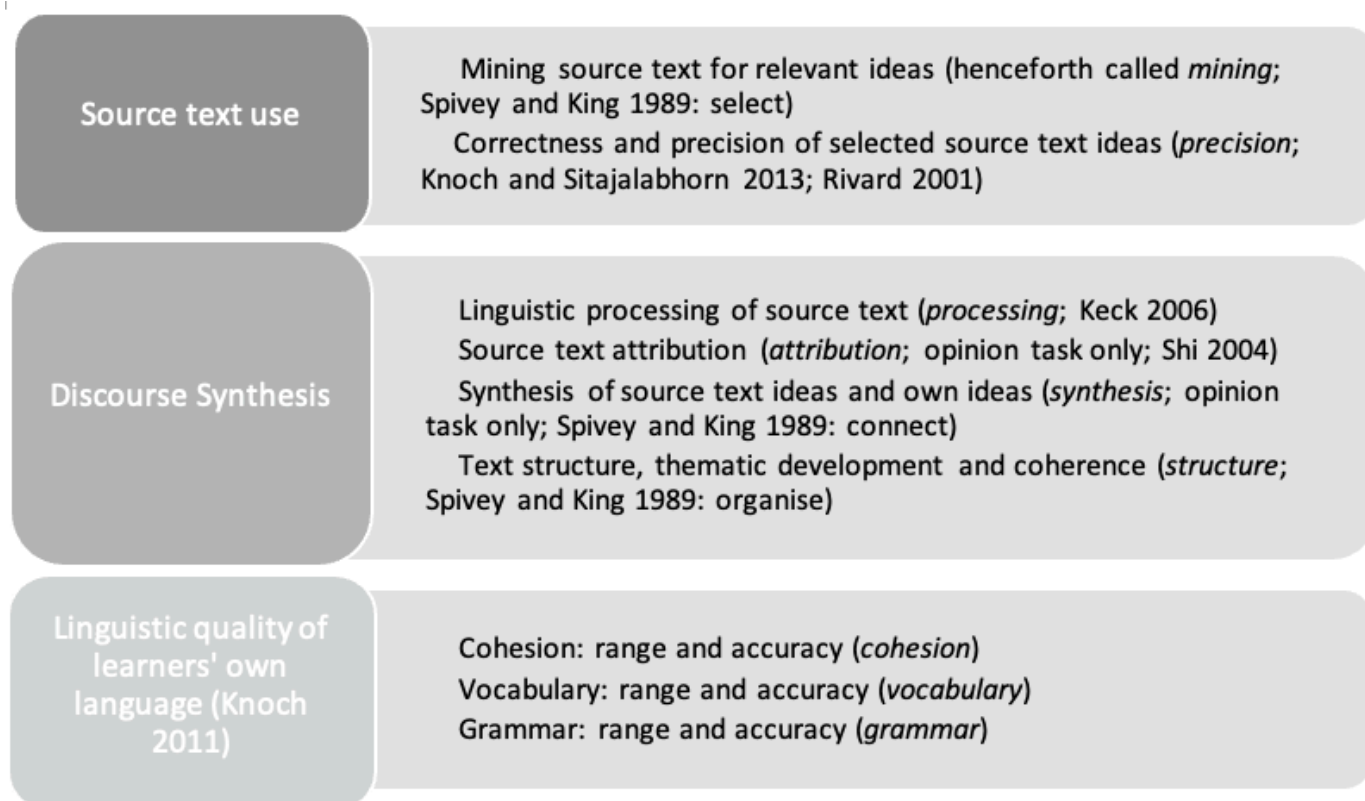 Source text use
Mining source text for relevant ideas (henceforth called mining;
Spivey and King 1989: select)
Correctness and precision of selected source text ideas (precision;
Knoch and Sitajalabhorn 2013; Rivard 2001)
Discourse Synthesis
Linguistic processing of source text (processing; Keck 2006)
Source text attribution (attribution; opinion task only; Shi 2004)
Synthesis of source text ideas and own ideas (synthesis; opinion
task only; Spivey and King 1989: connect)
Text structure, thematic development and coherence (structure;
Spivey and King 1989: organise)
Linguistic quality of
learners' own
language (Knoch
2011)
Cohesion: range and accuracy (cohesion)
Vocabulary: range and accuracy (vocabulary)
Grammar: range and accuracy (grammar)